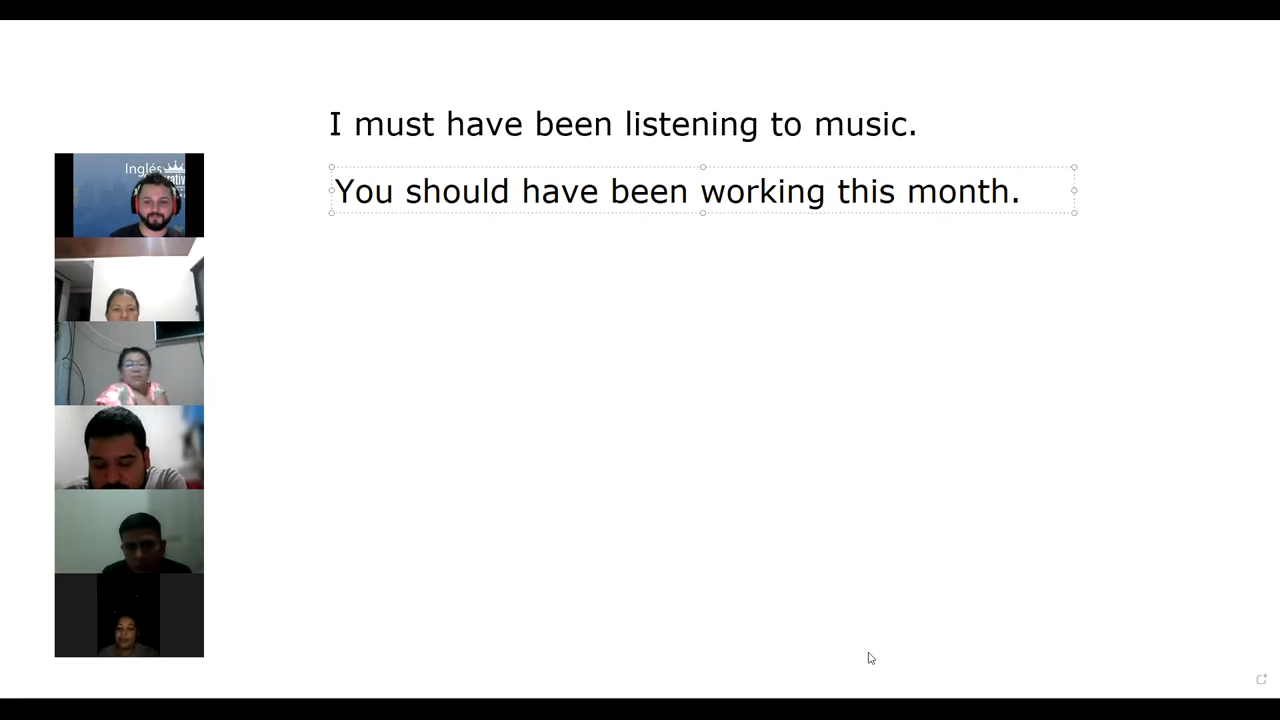 I must have been listening to music.
You should have been working this month.
Inglés